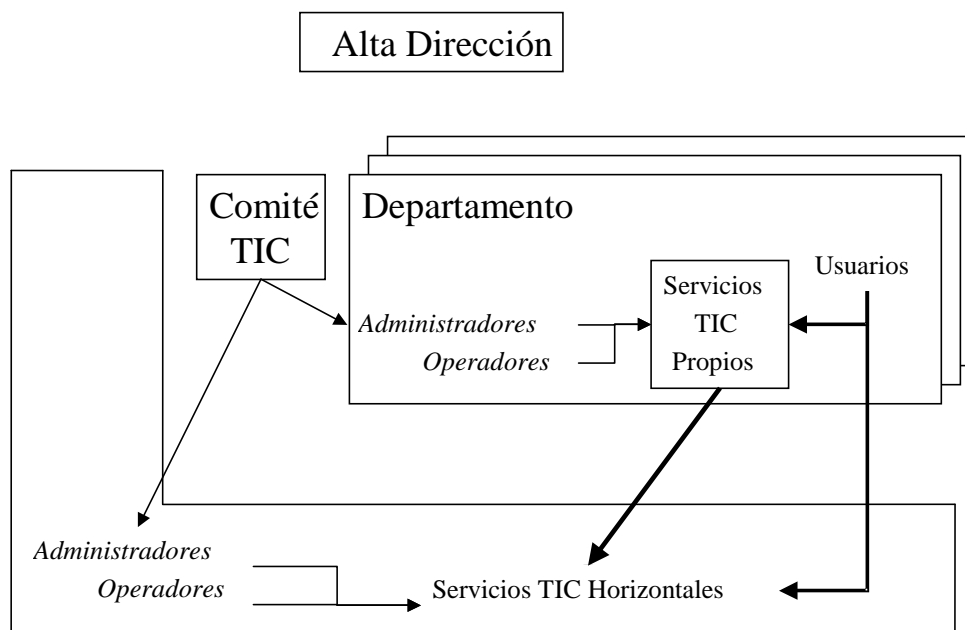 Alta Dirección
Comité
TIC
Departamento
Usuarios
Servicios
TIC
Propios
Administradores
Operadores
Administradores
Operadores
Servicios TIC Horizontales